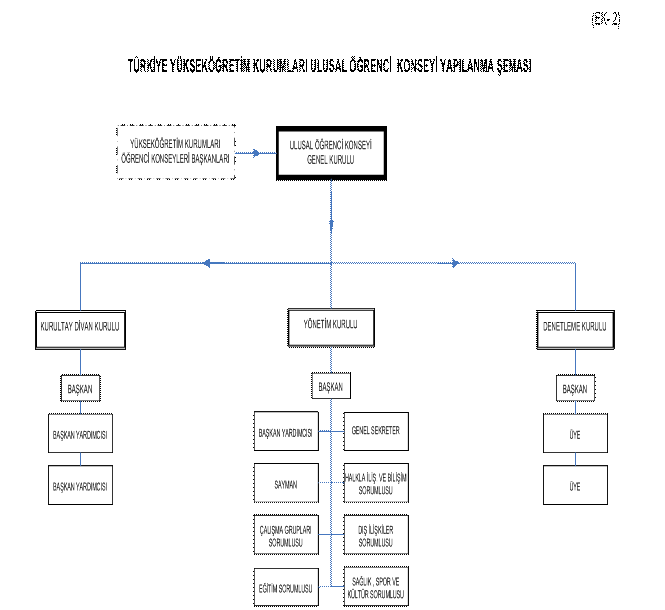 (EK- 2)
TÜRKİYE YÜKSEKÖĞRETİM KURUMLARI ULUSAL ÖĞRENCİ KONSEYİ YAPILANMA ŞEMASI
YÜKSEKÖĞRETİM KURUMLARI
ÖĞRENCİ KONSEYLERİ BAŞKANLARI
ULUSAL ÖĞRENCİ KONSEYİ
GENEL KURULU
KURULTAY DİVAN KURULU
YÖNETİM KURULU
DENETLEME KURULU
BAŞKAN
BAŞKAN
BAŞKAN
BAŞKAN YARDIMCISI
BAŞKAN YARDIMCISI
GENEL SEKRETER
ÜYE
BAŞKAN YARDIMCISI
SAYMAN
HALKLA İLİŞ VE BİLİŞİM
SORUMLUSU
ÜYE
ÇALIŞMA GRUPLARI
SORUMLUSU
DIŞ İLİŞKİLER
SORUMLUSU
EĞİTİM SORUMLUSU
SAĞLIK , SPOR VE
KÜLTÜR SORUMLUSU